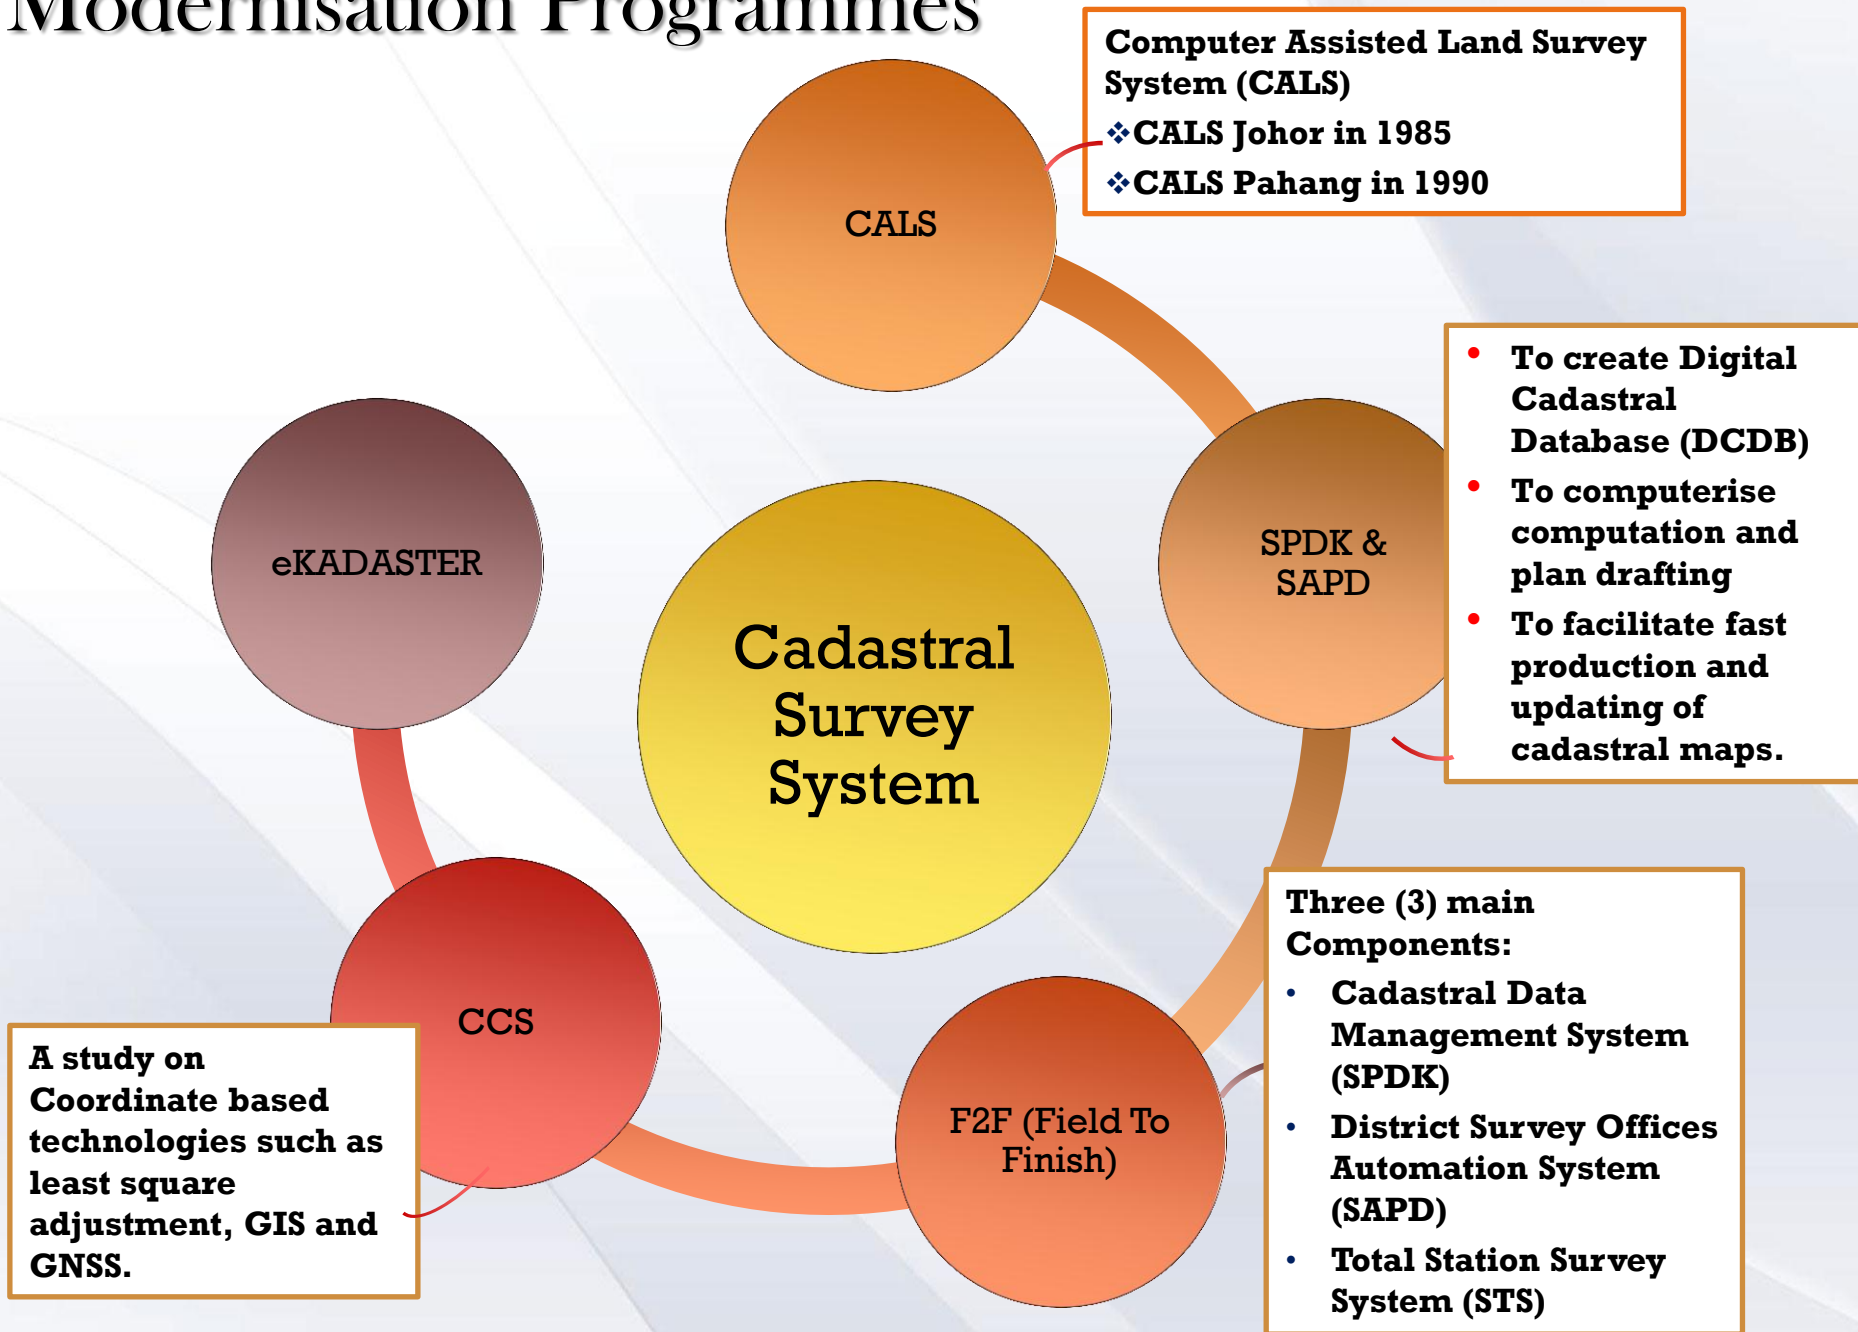 Modernisation Programmes
Computer Assisted Land Survey
System (CALS)
❖CALS Johor in 1985
❖CALS Pahang in 1990
CALS
• To create Digital
Cadastral
Database (DCDB)
• To computerise
computation and
plan drafting
• To facilitate fast
production and
updating of
cadastral maps.
SPDK &
SAPD
eKADASTER
Cadastral
Survey
System
Three (3) main
Components:
• Cadastral Data
Management System
(SPDK)
• District Survey Offices
Automation System
(SAPD)
• Total Station Survey
System (STS)
F2F (Field To
Finish)
CCS
A study on
Coordinate based
technologies such as
least square
adjustment, GIS and
GNSS.